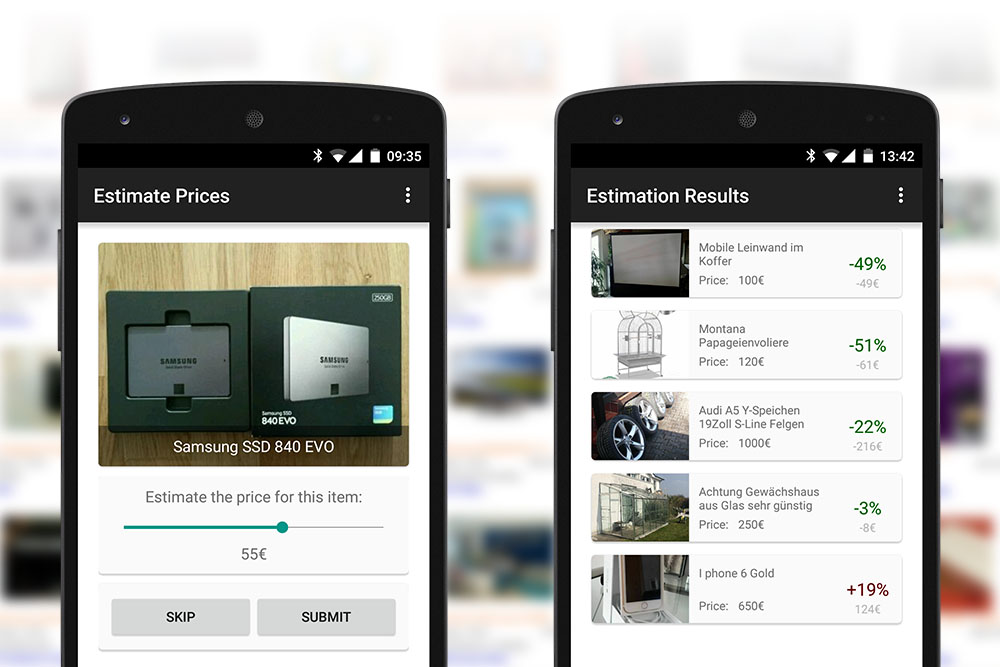 09:35
Estimate Prices
250GB
SAMSUNG
SAMSUNG
Samsung SSD
840 EVO
Samsung SSD 840 EVO
Estimate the price for this item:
55€
SKIP
SUBMIT
13:42
Estimation Results
Mobile Leinwand im
Koffer
Price: 100€
-49%
-49€
Montana
Papageienvoliere
Price: 120€
-51%
-61€
Audi A5 Y-Speichen
19Zoll S-Line Felgen
Price: 1000€
-22%
-216€
Achtung Gewächshaus
aus Glas sehr günstig
Price: 250€
-3%
-8€
I phone 6 Gold
Price: 650€
+19%
124€